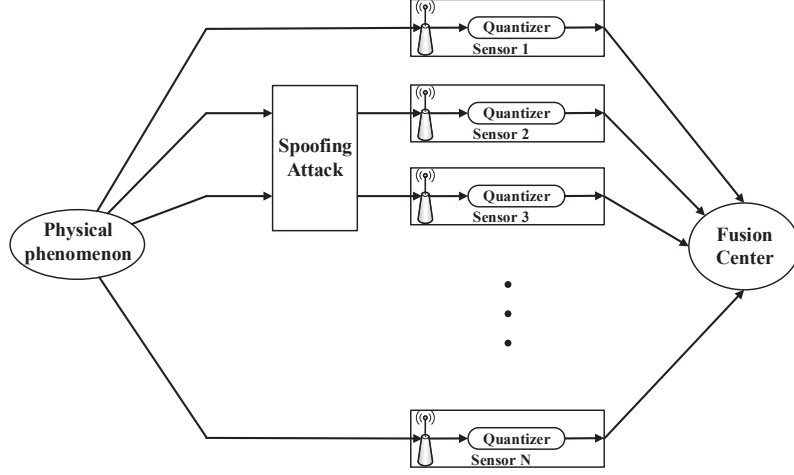 Quantizer
Sensor 1
Quantizer
Sensor 2
Spoofing
Attack
Quantizer
Sensor 3
Physical
phenomenon
Fusion
Center
Quantizer
Sensor N